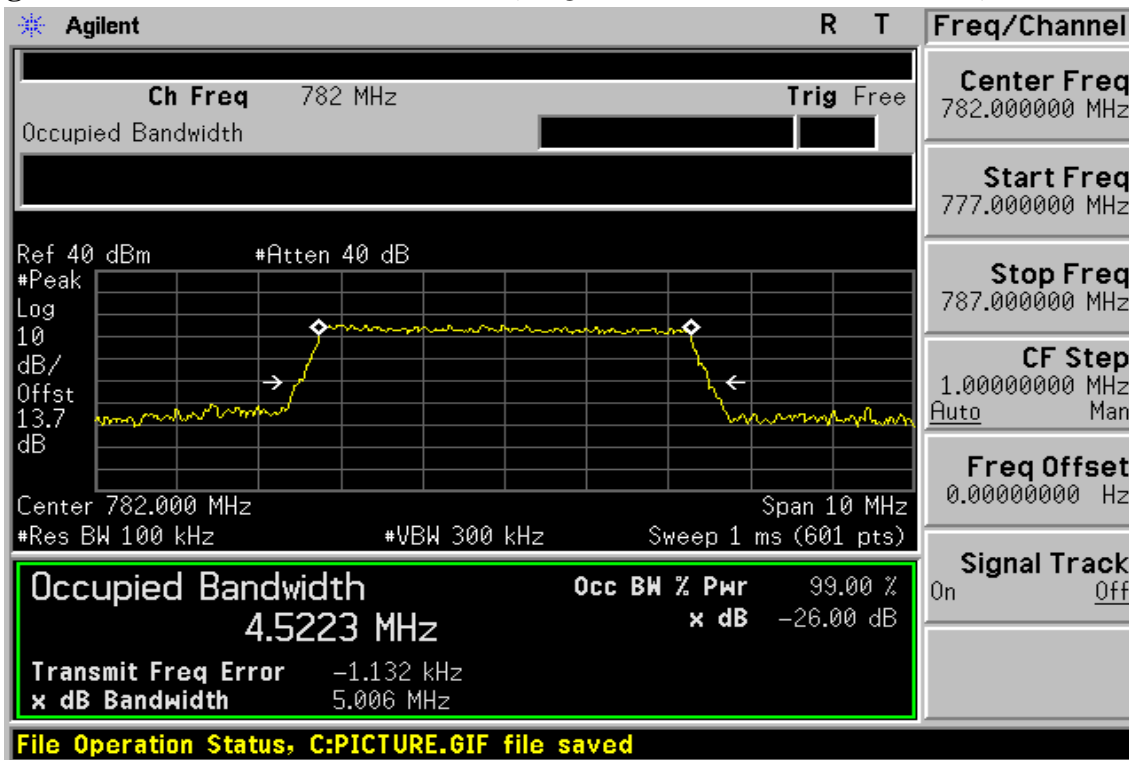 Agilent R T
Freq/Channel
Ch Freq 782 MHz Trig Free
Occupied Bandwidth
Center Freq
782.000000 MHz
Start Freq
777.000000 MHz
Stop Freq
787.000000 MHz
CF Step
1.00000000 MHz
Auto Man
Freq Offset
0.00000000 Hz
Signal Track
On Off
Ref 40 dBm #Atten 40 dB
#Peak
Log
10
dB/
Offst
13.7
dB
Center 782.000 MHz Span 10 MHz
#Res BW 100 kHz #VBW 300 kHz Sweep 1 ms (601 pts)
Occupied Bandwidth Occ BW % Pwr 99.00 %
4.5223 MHz x dB -26.00 dB
Transmit Freq Error -1.132 kHz
x dB Bandwidth 5.006 MHz
File Operation Status, C:PICTURE.GIF file saved